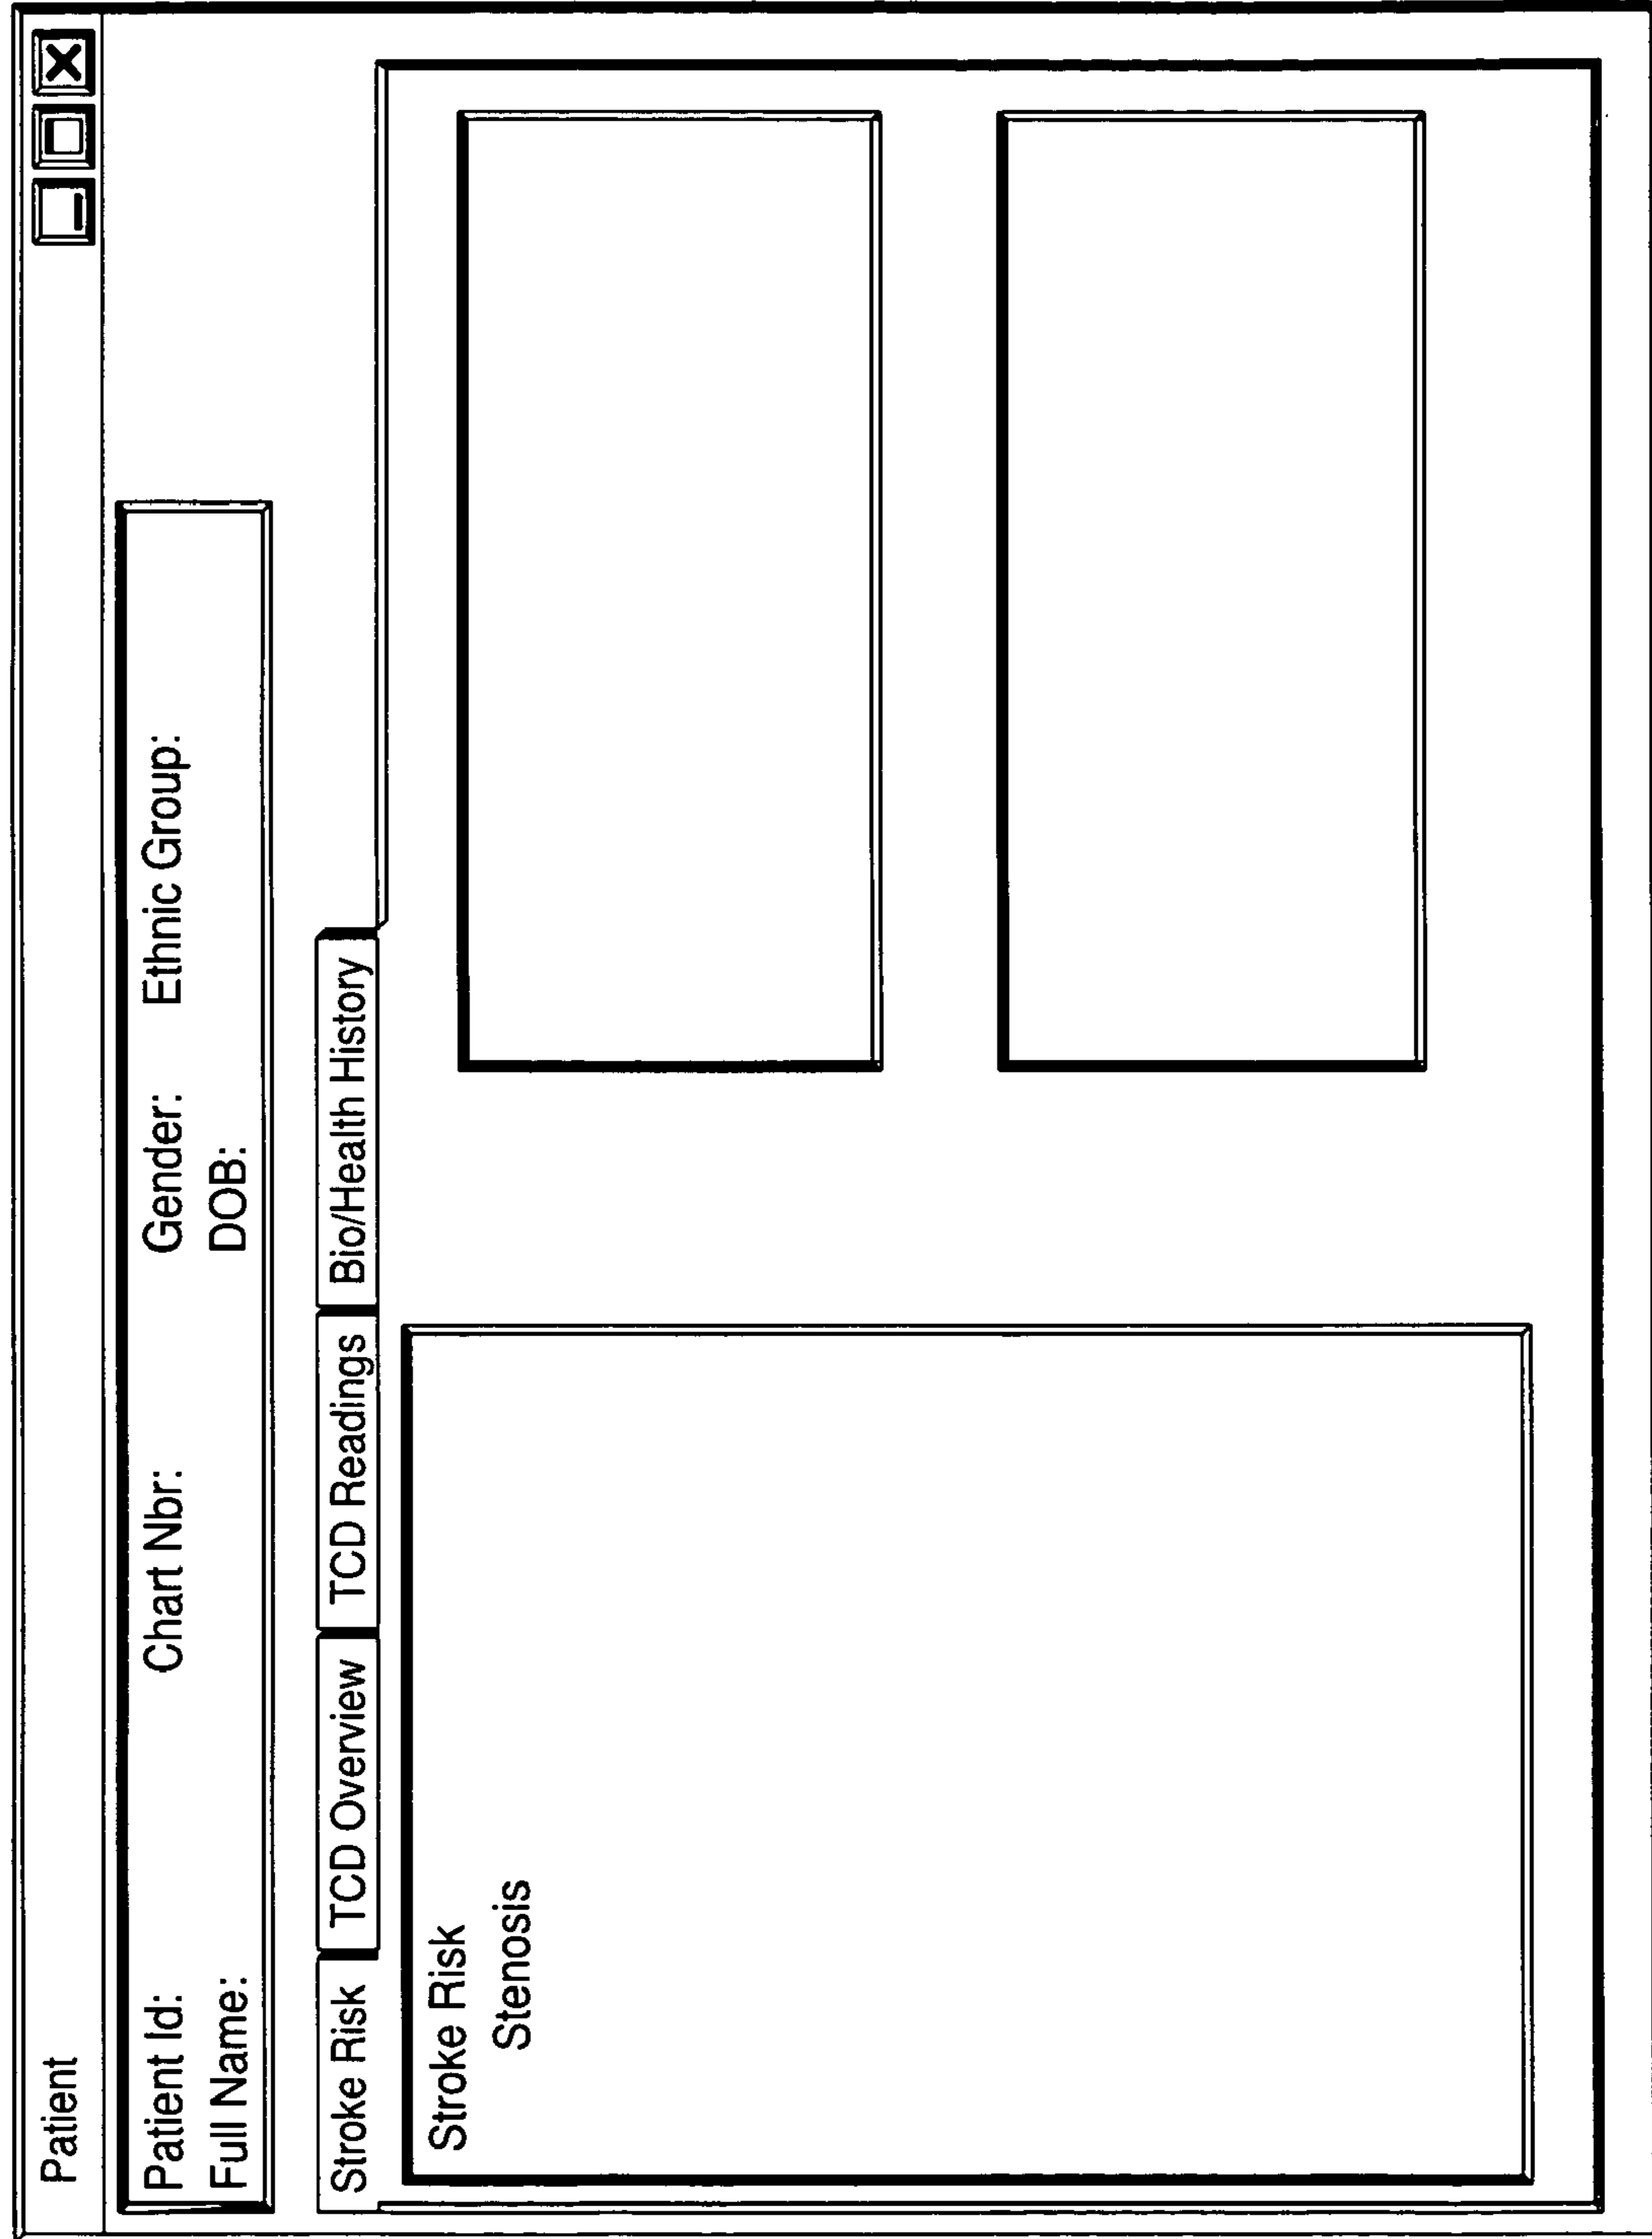 Patient
Patient Id: Chart Nbr: Gender: Ethnic Group:
Full Name: DOB:
Stroke Risk TCD Overview TCD Readings Bio/Health History
Stroke Risk
Stenosis